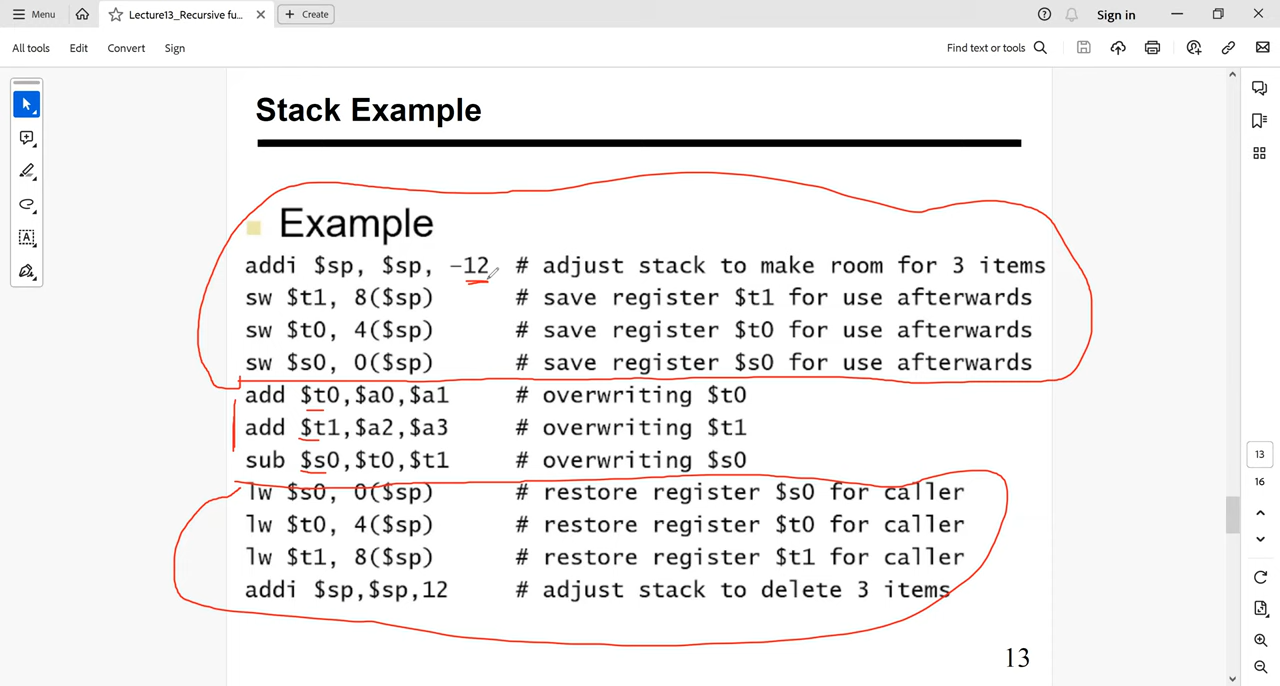 Menu
Lecture13_Recursive fu...
Create
Sign in
All tools
Edit
Convert
Sign
Find text or tools
Stack Example
Example
addi $sp, $sp, -12 # adjust stack to make room for 3 items
sw $t1, 8($sp) # save register $t1 for use afterwards
sw $t0, 4($sp) # save register $t0 for use afterwards
sw $s0, 0($sp) # save register $s0 for use afterwards
add $t0,$a0,$a1 # overwriting $t0
add $t1,$a2,$a3 # overwriting $t1
sub $s0,$t0,$t1 # overwriting $s0
lw $s0, 0($sp) # restore register $s0 for caller
lw $t0, 4($sp) # restore register $t0 for caller
lw $t1, 8($sp) # restore register $t1 for caller
addi $sp,$sp,12 # adjust stack to delete 3 items
13
13
16